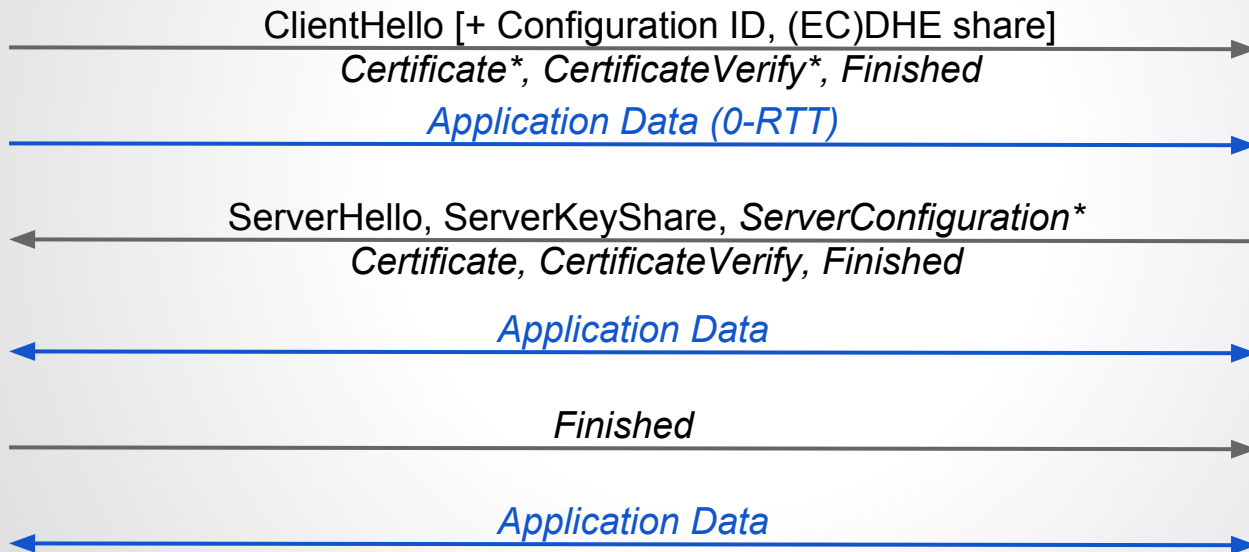 ClientHello [+ Configuration ID, (EC)DHE share]
Certificate*, CertificateVerify*, Finished
Application Data (0-RTT)
ServerHello, ServerKeyShare, ServerConfiguration*
Certificate, CertificateVerify, Finished
Application Data
Finished
Application Data